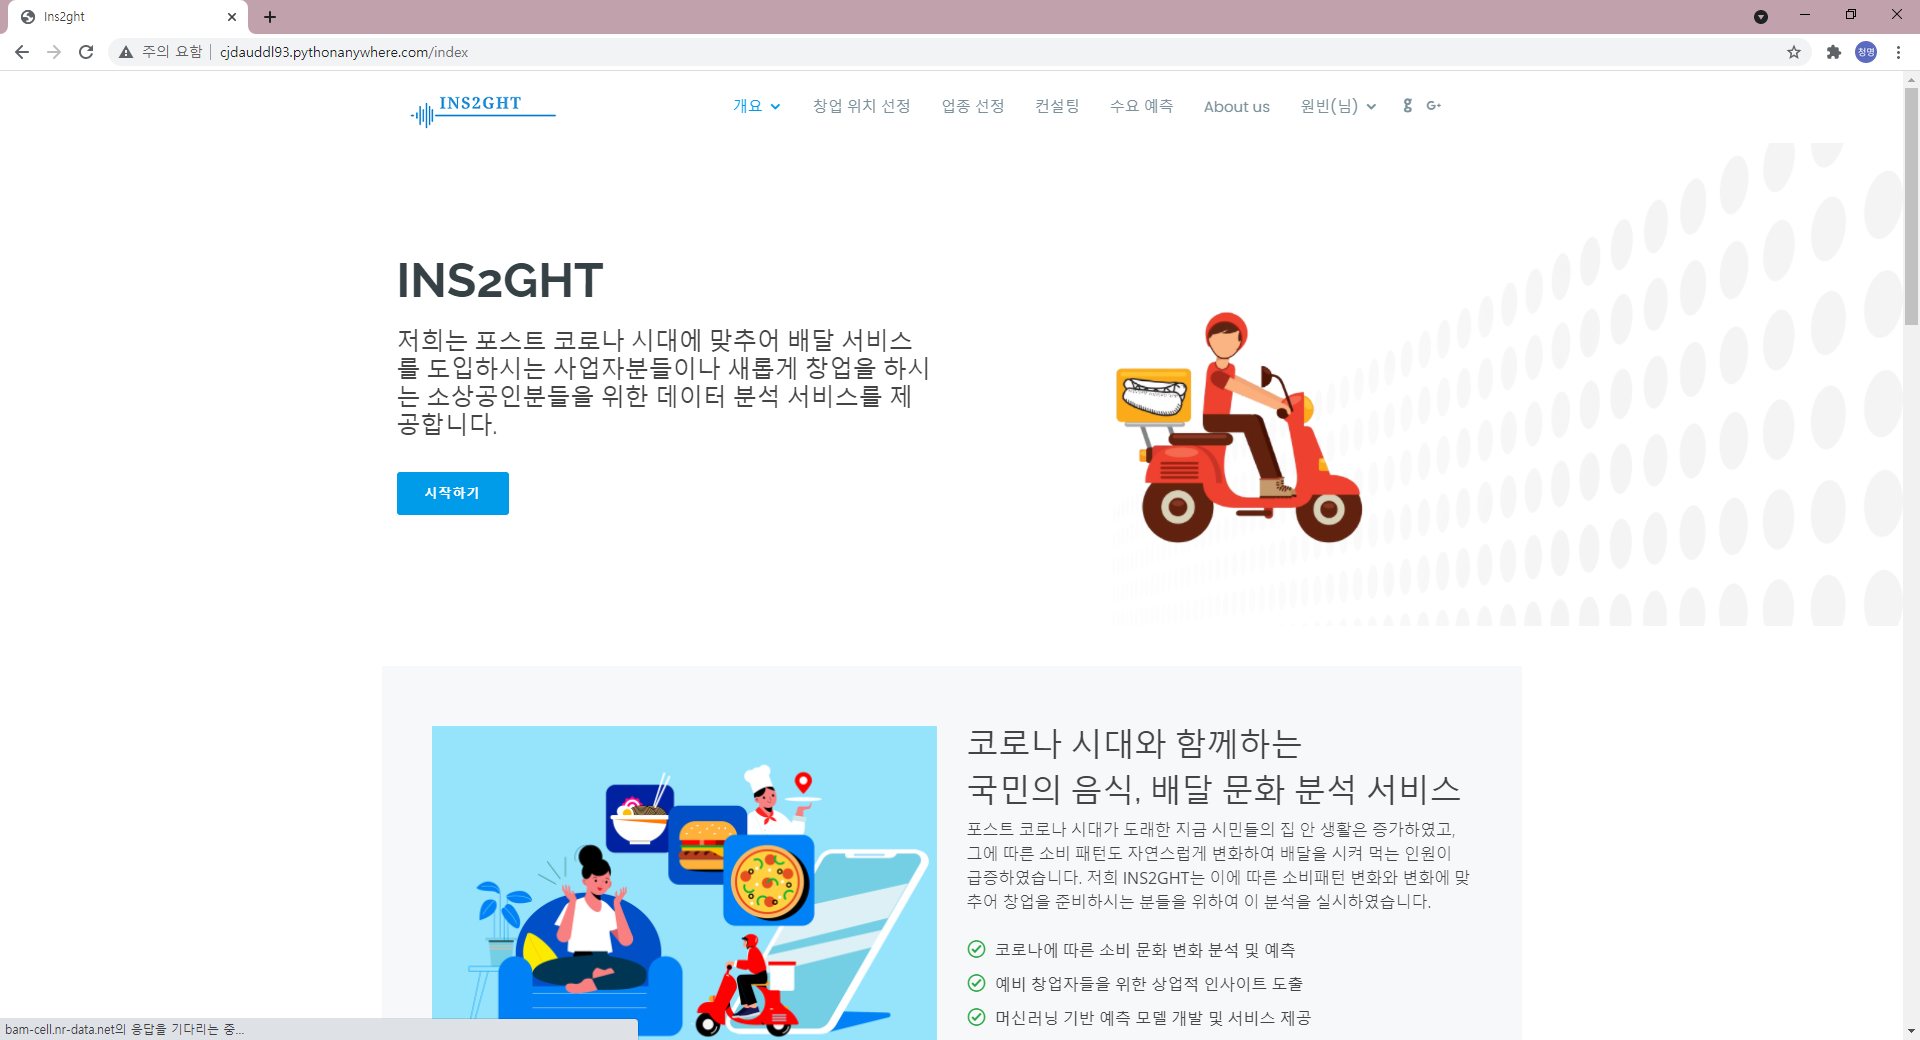 Ins2ght
주의 요함
cjdauddl93.pythonanywhere.com/index
청명
INS2GHT
개요
창업 위치 선정
업종 선정
컨설팅
수요 예측
About us
원빈(님)
g
G+
INS2GHT
저희는 포스트 코로나 시대에 맞추어 배달 서비스
를 도입하시는 사업자분들이나 새롭게 창업을 하시
는 소상공인분들을 위한 데이터 분석 서비스를 제
공합니다.
시작하기
코로나 시대와 함께하는
국민의 음식, 배달 문화 분석 서비스
포스트 코로나 시대가 도래한 지금 시민들의 집 안 생활은 증가하였고,
그에 따른 소비 패턴도 자연스럽게 변화하여 배달을 시켜 먹는 인원이
급증하였습니다. 저희 INS2GHT는 이에 따른 소비패턴 변화와 변화에 맞
추어 창업을 준비하시는 분들을 위하여 이 분석을 실시하였습니다.
코로나에 따른 소비 문화 변화 분석 및 예측
예비 창업자들을 위한 상업적 인사이트 도출
머신러닝 기반 예측 모델 개발 및 서비스 제공
bam-cell.nr-data.net의 응답을 기다리는 중...